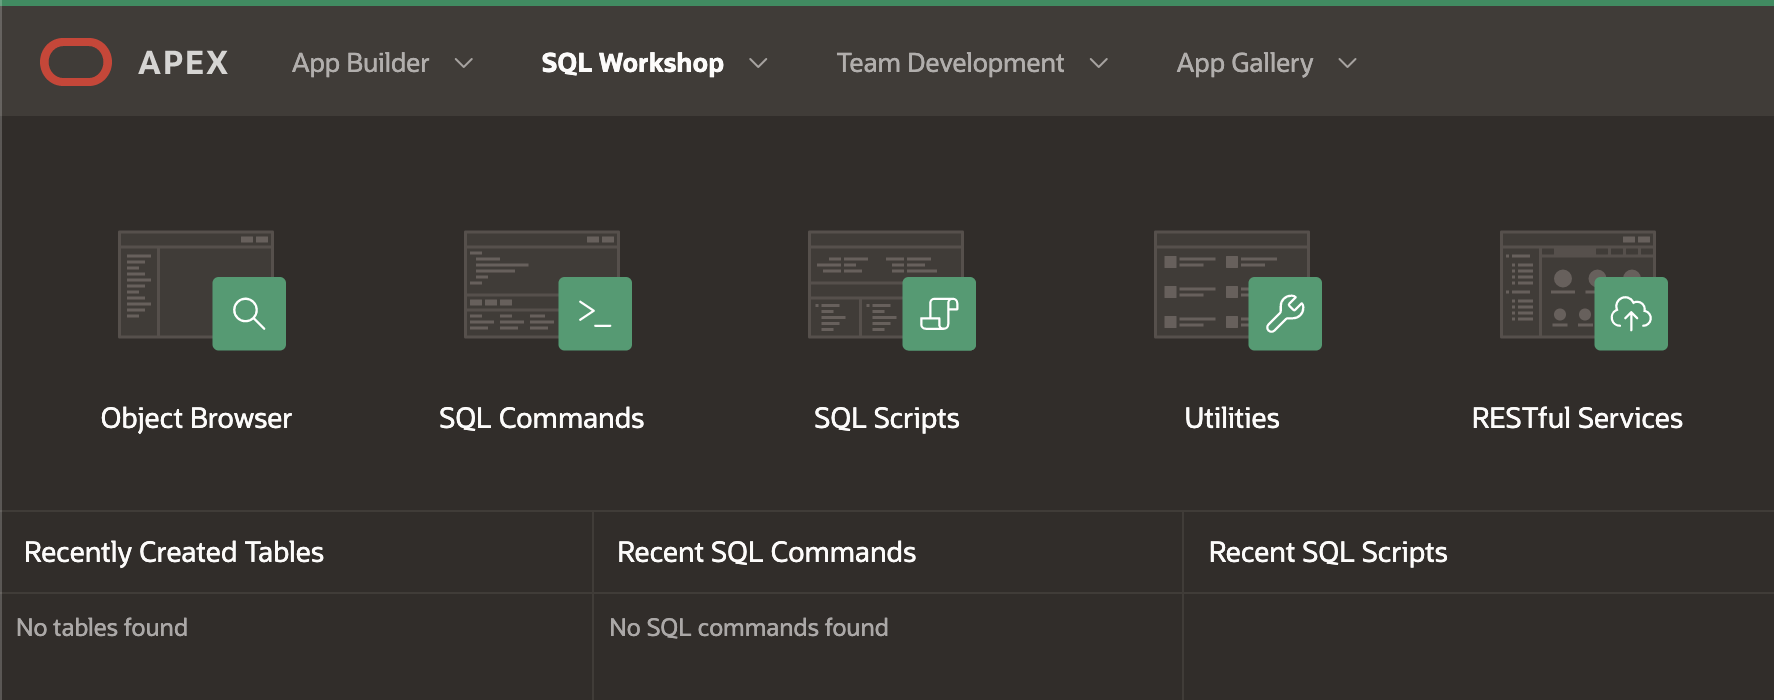 APEX App Builder SQL Workshop Team Development App Gallery
Object Browser SQL Commands SQL Scripts Utilities RESTful Services
Recently Created Tables Recent SQL Commands Recent SQL Scripts
No tables found No SQL commands found